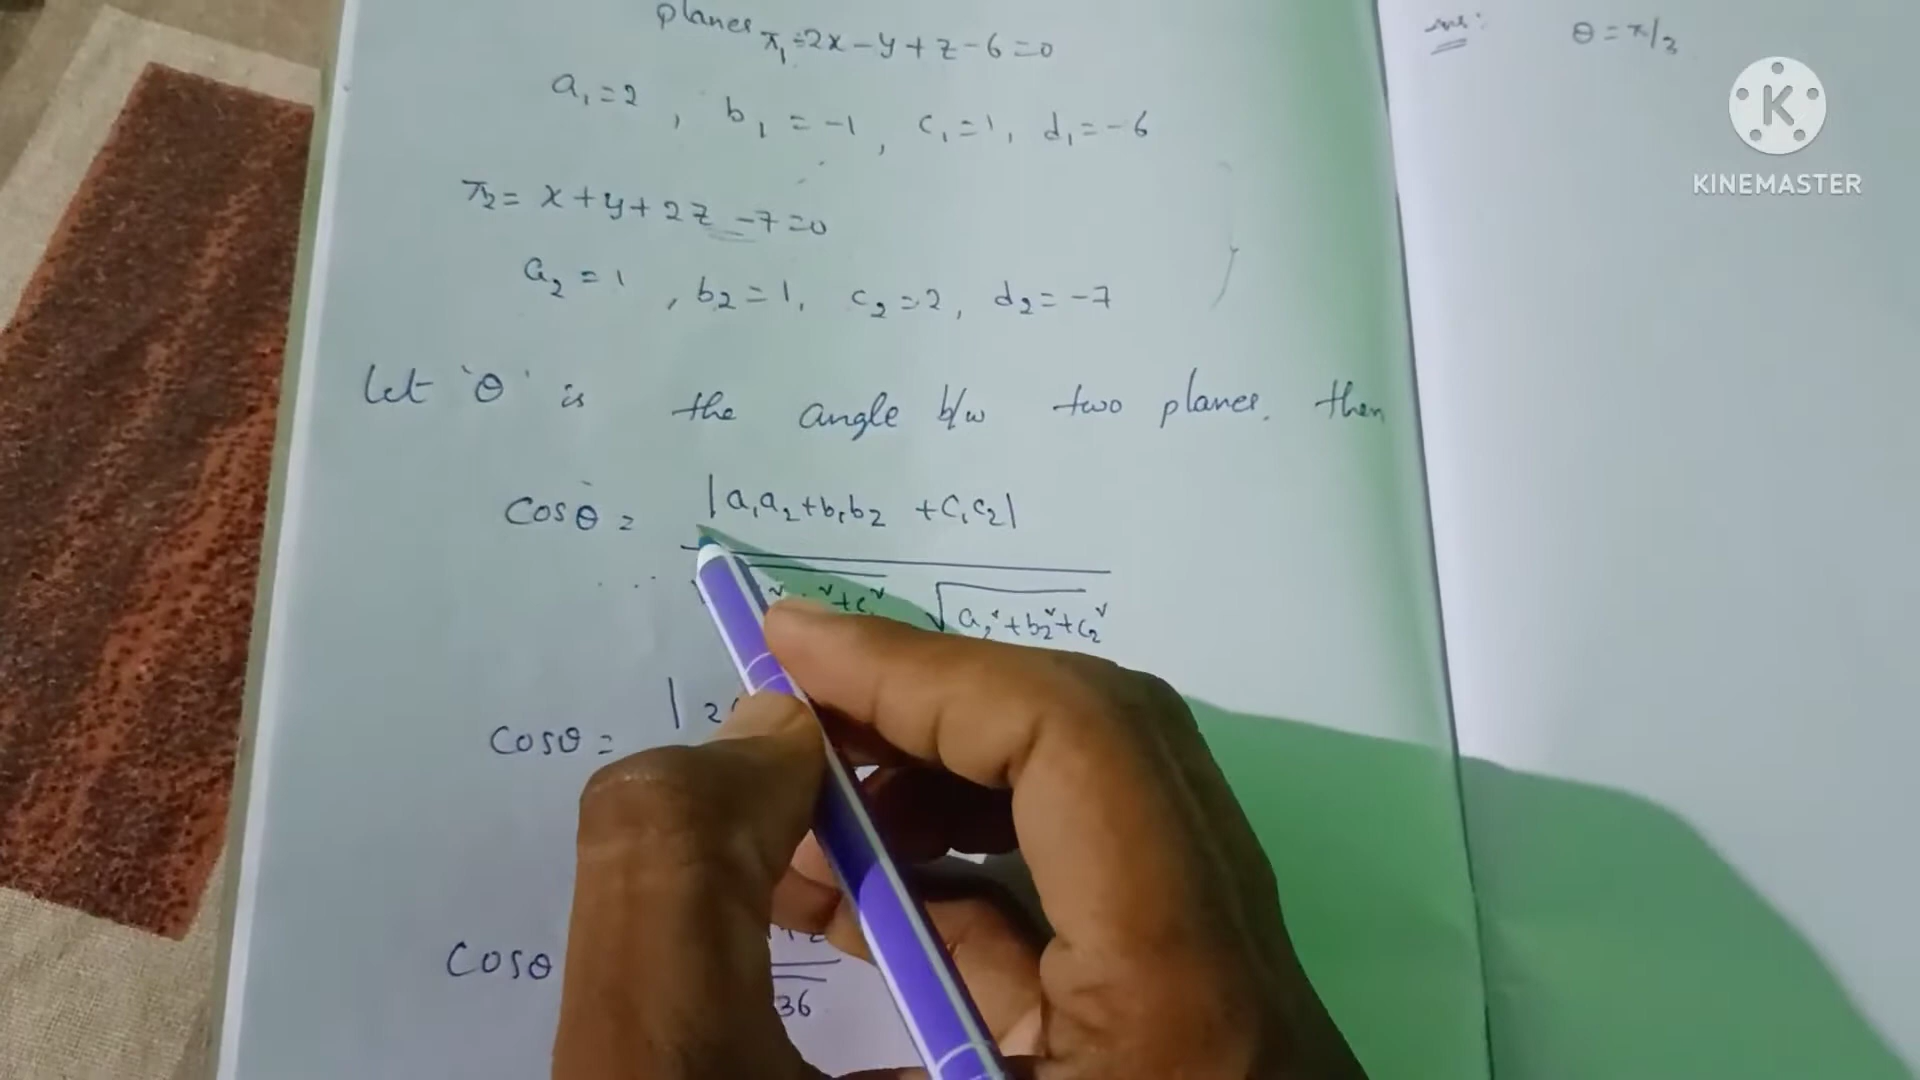 planes π₁=2x-y+z-6=0
a₁=2, b₁=-1, c₁=1, d₁=-6
π₂= x+y+2z-7=0
a₂=1, b₂=1, c₂=2, d₂=-7
Let 'θ' is the angle b/w two planes. then
cosθ= |a₁a₂+b₁b₂+c₁c₂|
√a₂²+b₂²+c₂²
cosθ= |2(
cosθ
36
θ=π/3
K
KINEMASTER